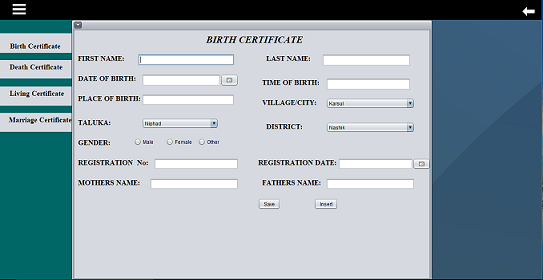 BIRTH CERTIFICATE
Birth Certificate
Death Certificate
Living Certificate
Marriage Certificate
FIRST NAME: LAST NAME:
DATE OF BIRTH: TIME OF BIRTH:
PLACE OF BIRTH: VILLAGE/CITY: Karsul
TALUKA: Niphad DISTRICT: Nashik
GENDER: Male Female Other
REGISTRATION No: REGISTRATION DATE:
MOTHERS NAME: FATHERS NAME:
Save Insert